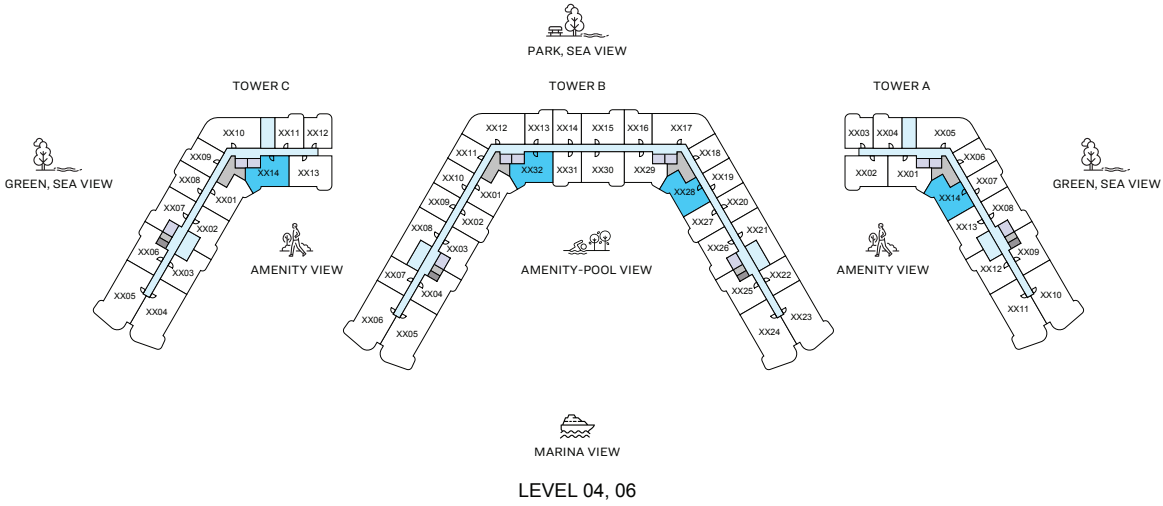 PARK, SEA VIEW
TOWER C
TOWER B
TOWER A
GREEN, SEA VIEW
XX10
XX11
XX12
XX09
XX14
XX13
XX08
XX01
XX07
XX02
XX06
XX03
XX05
XX04
AMENITY VIEW
XX12
XX13
XX14
XX15
XX16
XX17
XX11
XX32
XX31
XX30
XX29
XX18
XX10
XX01
XX28
XX19
XX09
XX02
XX27
XX20
XX08
XX03
XX26
XX21
XX07
XX04
XX25
XX22
XX06
XX05
XX24
XX23
AMENITY-POOL VIEW
XX03
XX04
XX05
XX02
XX01
XX06
XX14
XX07
XX13
XX08
XX12
XX09
XX11
XX10
AMENITY VIEW
GREEN, SEA VIEW
MARINA VIEW
LEVEL 04, 06